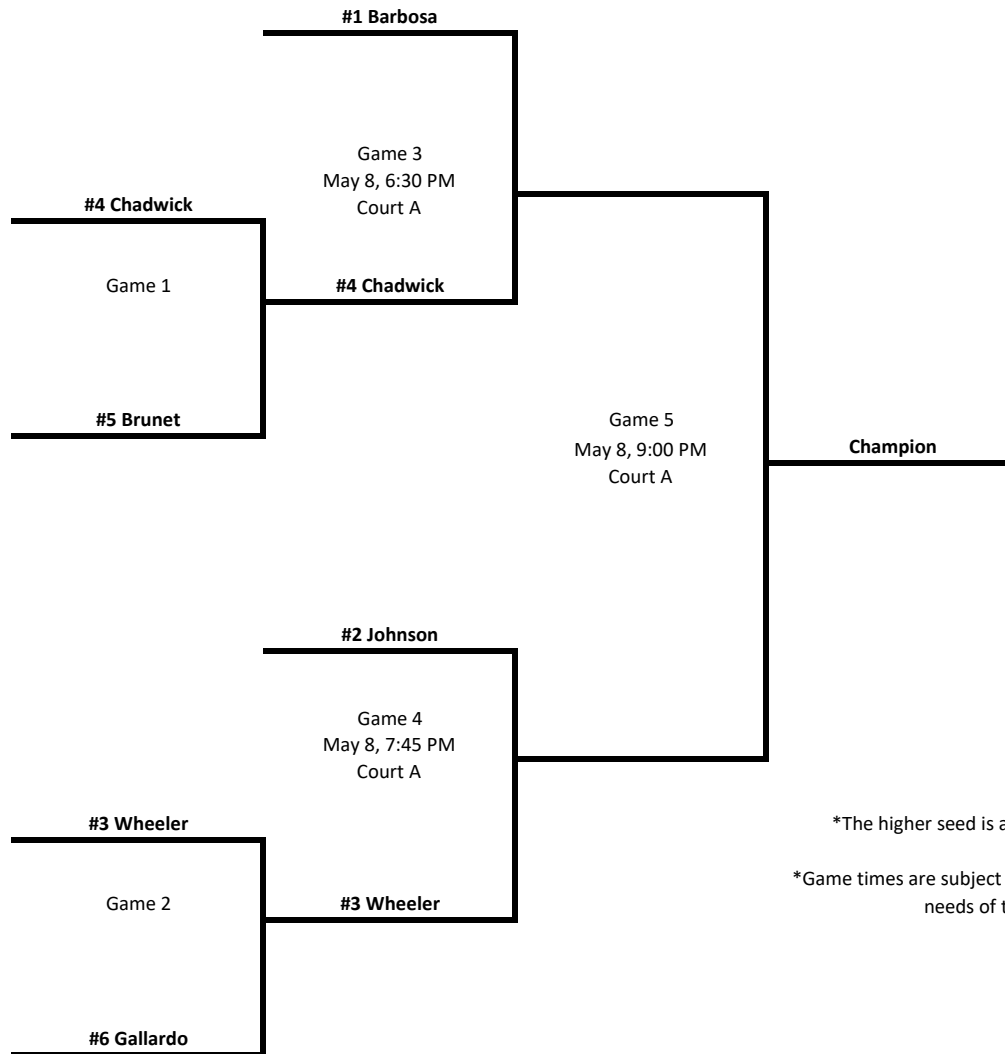 #1 Barbosa
Game 3
May 8, 6:30 PM
Court A
#4 Chadwick
Game 1
#4 Chadwick
#5 Brunet
Game 5
May 8, 9:00 PM
Court A
Champion
#2 Johnson
Game 4
May 8, 7:45 PM
Court A
#3 Wheeler
*The higher seed is
*Game times are subject
Game 2
#3 Wheeler
needs of
#6 Gallardo